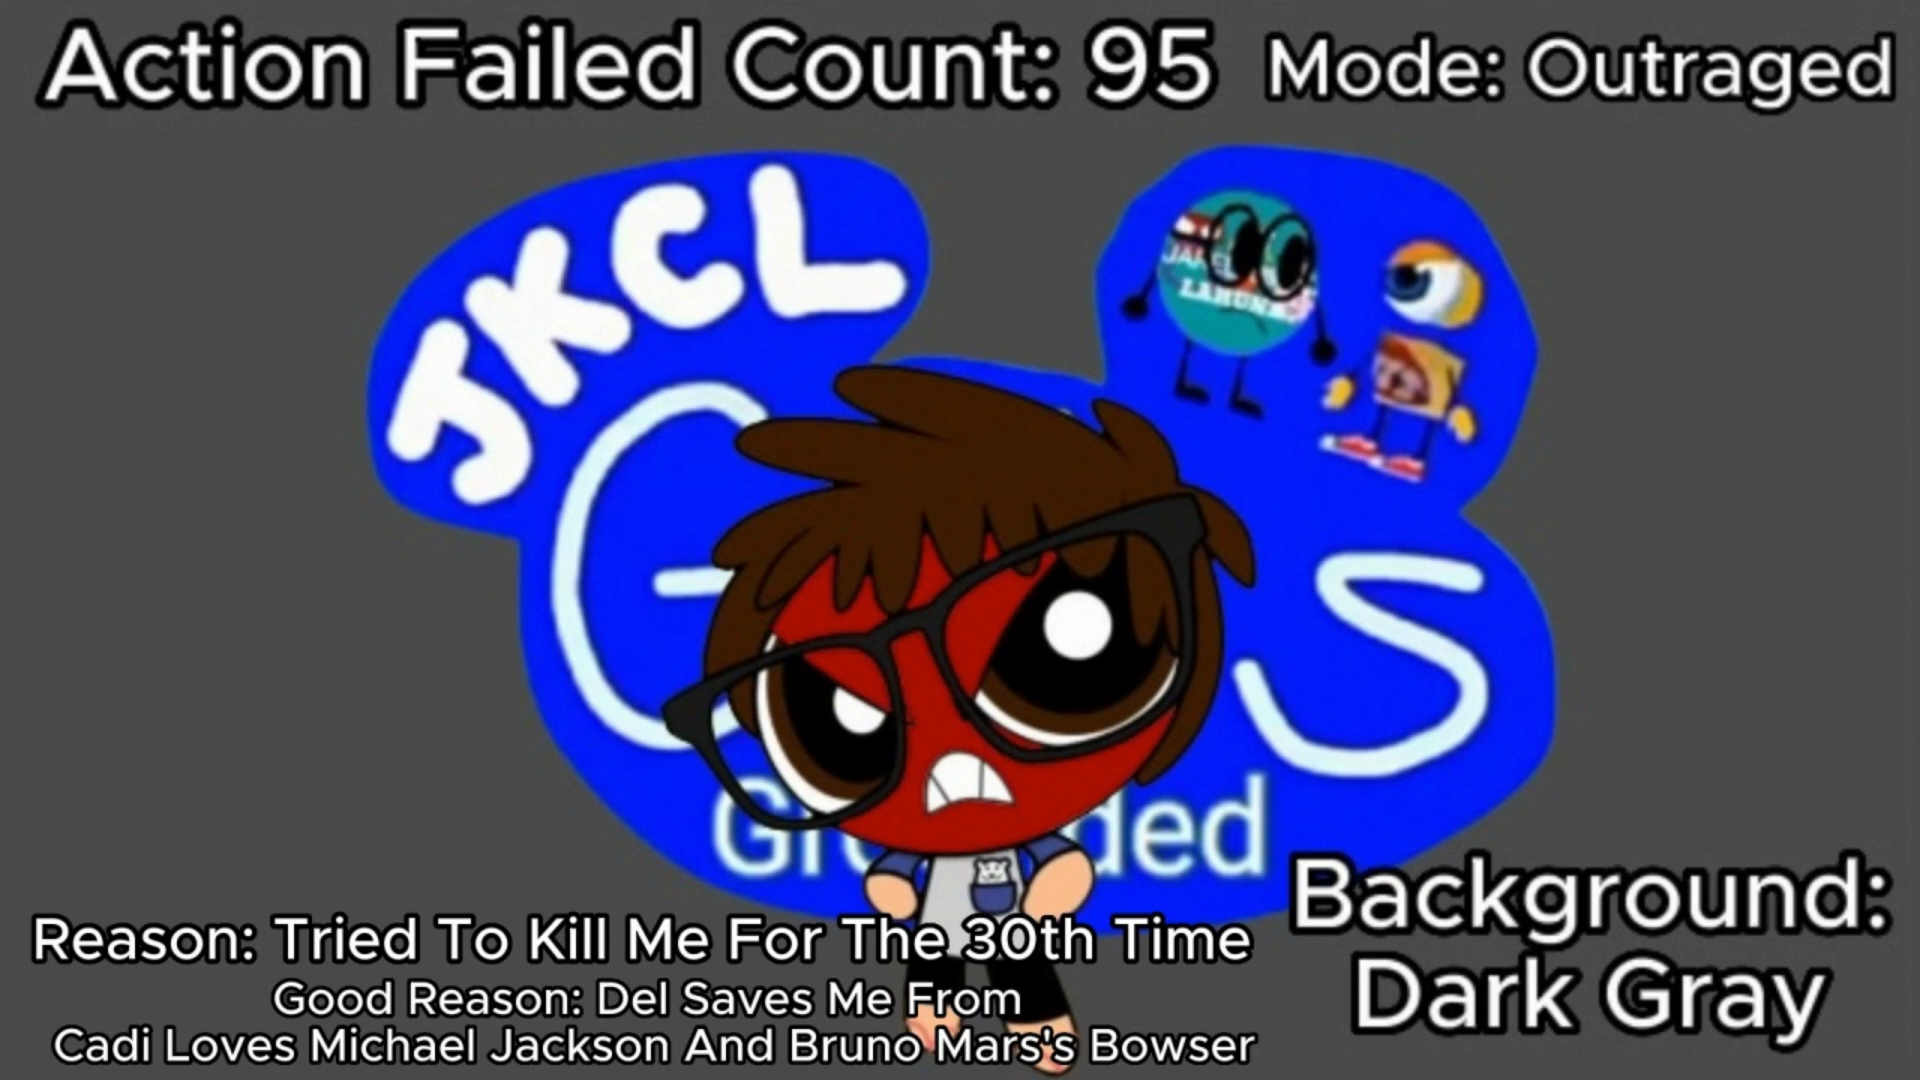 Action Failed Count: 95 Mode: Outraged
JKCL
G S
JAREL
Background:
Dark Gray
Reason: Tried To Kill Me For The 30th Time
Good Reason: Del Saves Me From
Cadi Loves Michael Jackson And Bruno Mars's Bowser